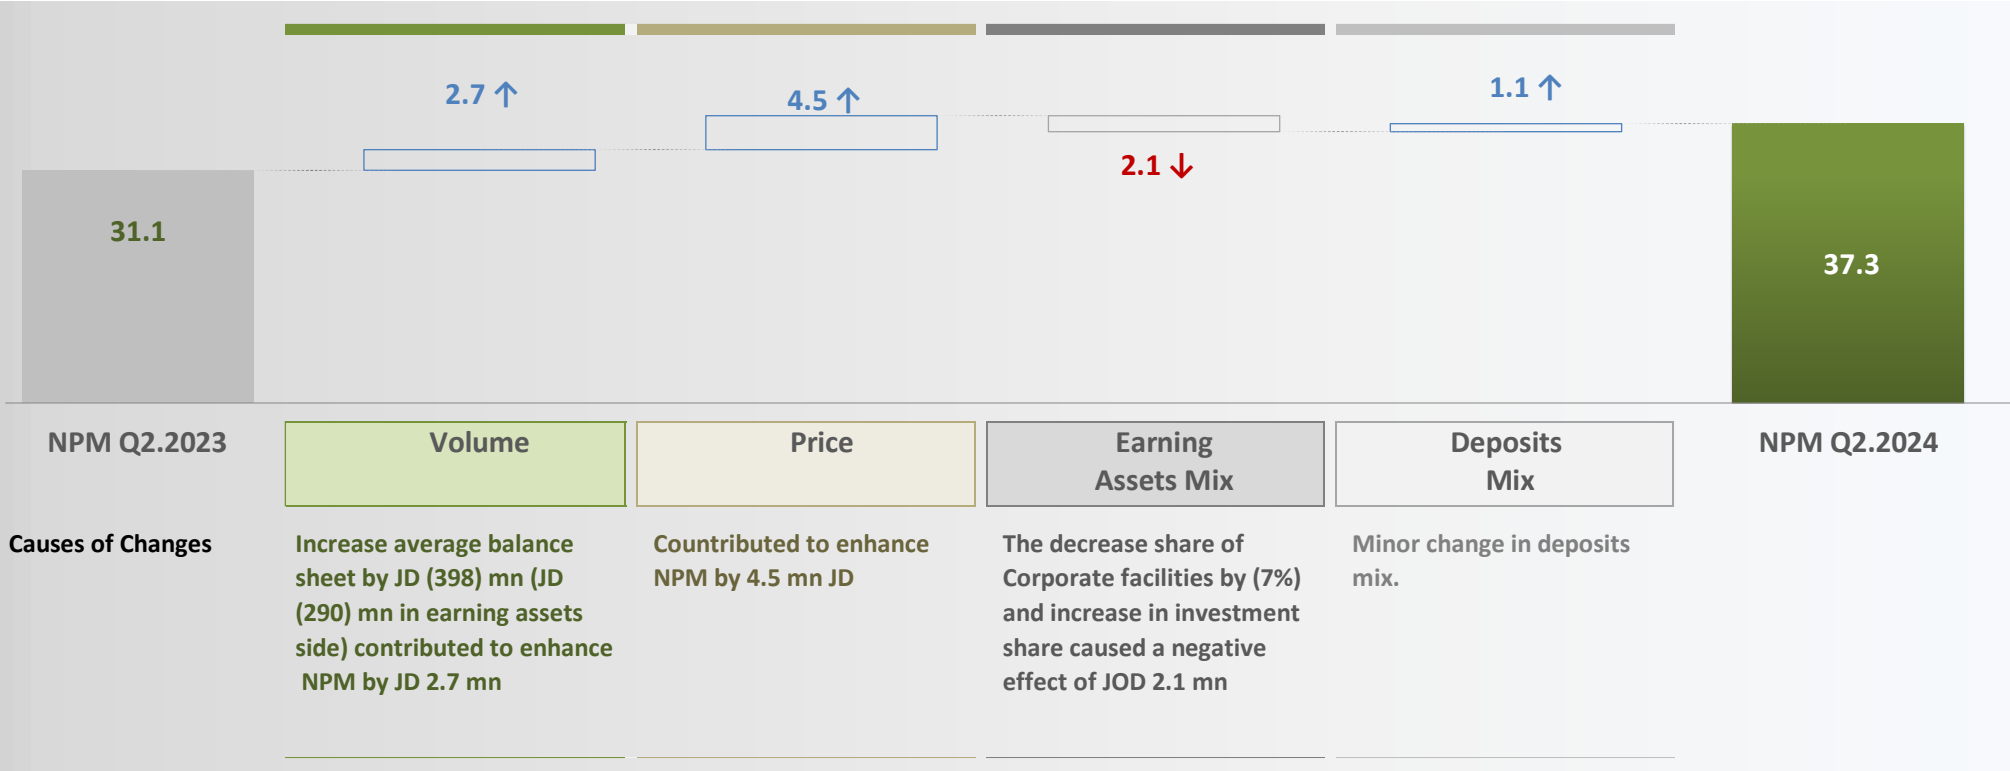 2.7 ↑
4.5 ↑
1.1 ↑
2.1 ↓
31.1
37.3
NPM Q2.2023
Volume
Price
Earning
Assets Mix
Deposits
Mix
NPM Q2.2024
Causes of Changes
Increase average balance
sheet by JD (398) mn (JD
(290) mn in earning assets
side) contributed to enhance
NPM by JD 2.7 mn
Countributed to enhance
NPM by 4.5 mn JD
The decrease share of
Corporate facilities by (7%)
and increase in investment
share caused a negative
effect of JOD 2.1 mn
Minor change in deposits
mix.